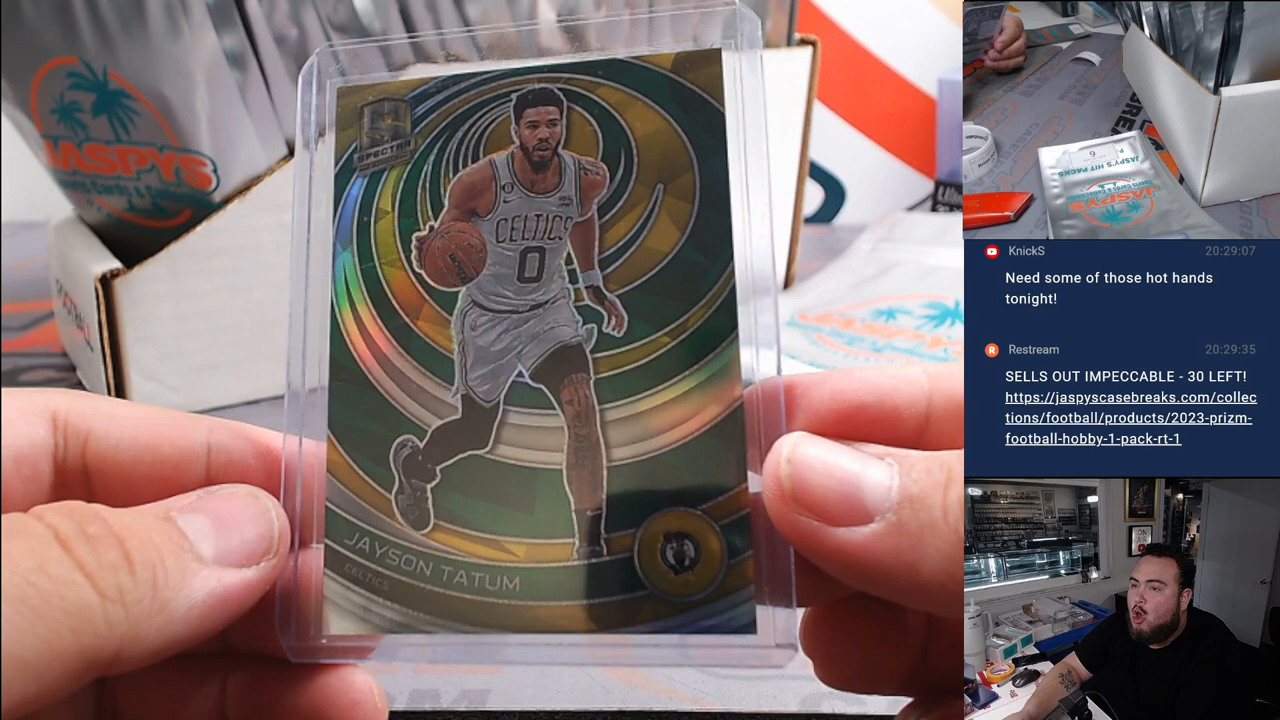 JASPYS
SPECTRA
CELTICS
0
JAYSON TATUM
CELTICS
6
JASPY'S HIT PACKS
JASPYS
KnickS 20:29:07
Need some of those hot hands
tonight!
Restream 20:29:35
SELLS OUT IMPECCABLE - 30 LEFT!
https://jaspyscasebreaks.com/collec
tions/football/products/2023-prizm-
football-hobby-1-pack-rt-1